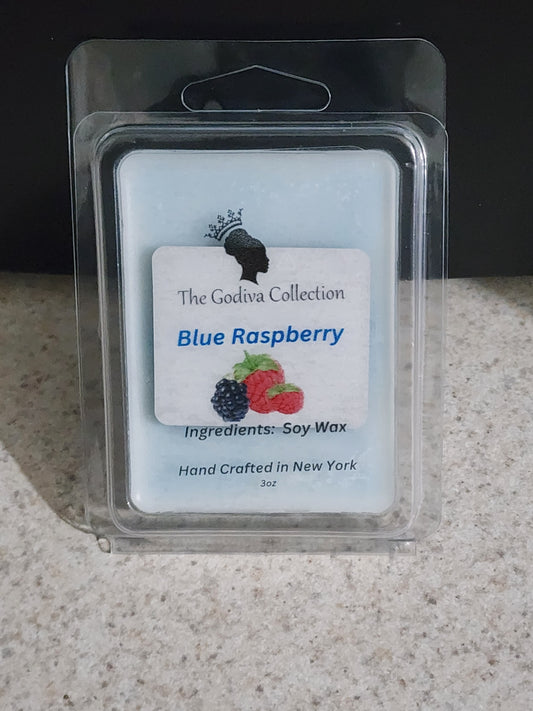 The Godiva Collection
Blue Raspberry
Ingredients: Soy Wax
Hand Crafted in New York
3oz